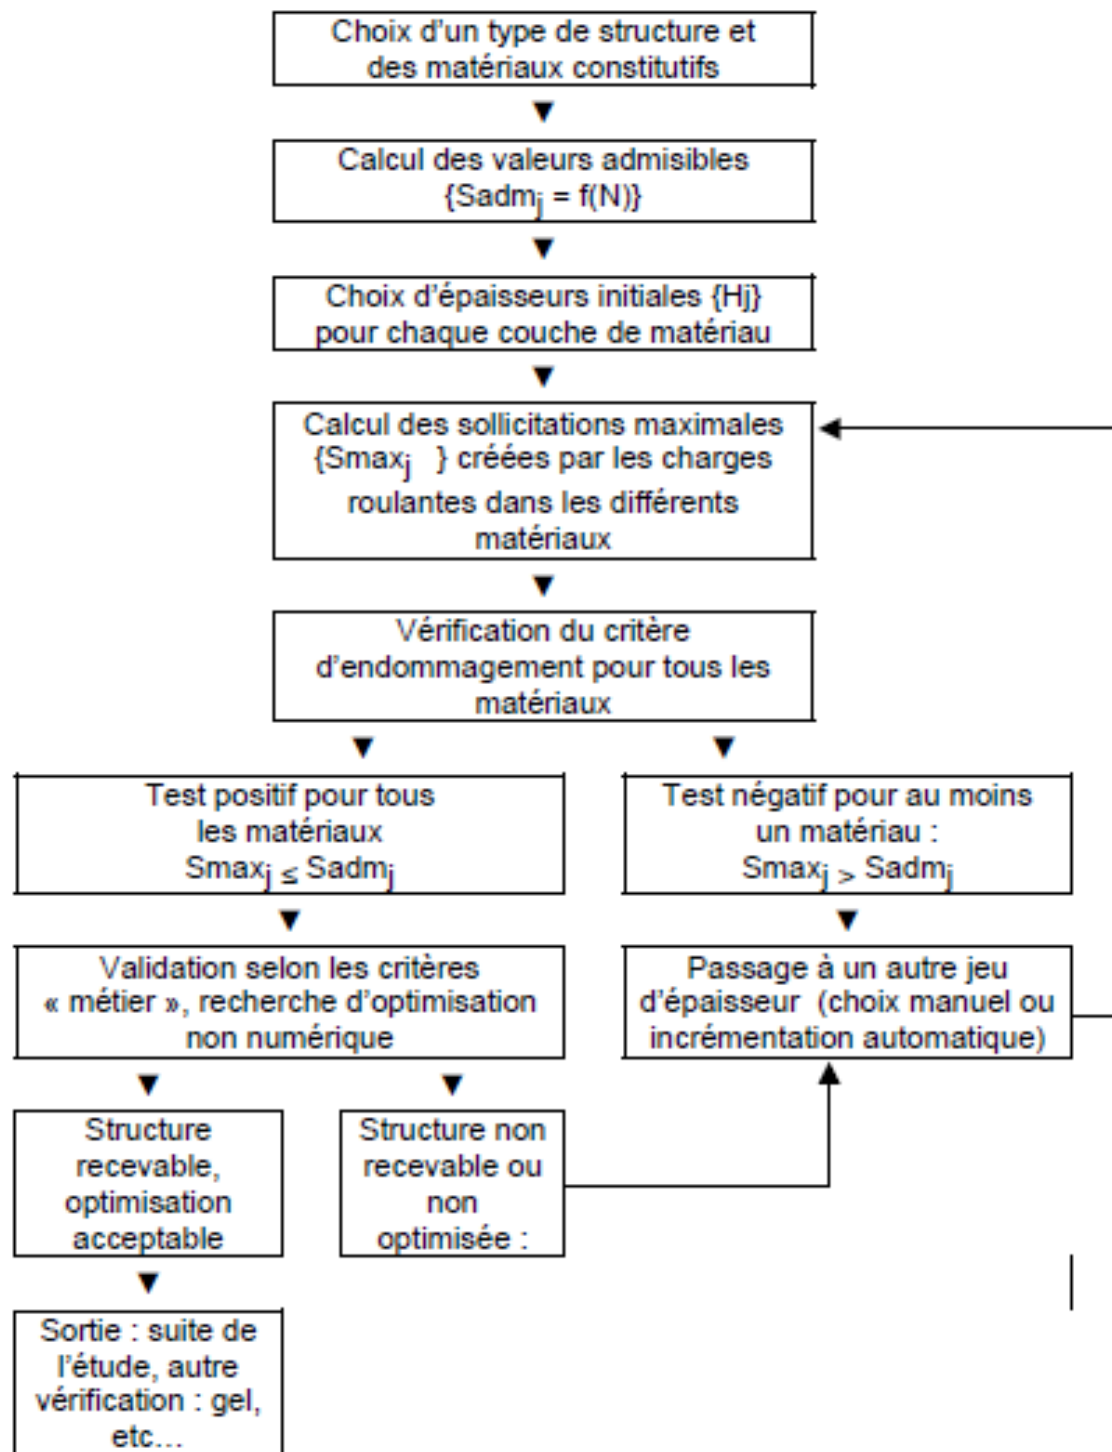 Choix d'un type de structure et
des matériaux constitutifs
▼
Calcul des valeurs admisibles
{Sadmj = f(N)}
▼
Choix d'épaisseurs initiales {Hj}
pour chaque couche de matériau
▼
Calcul des sollicitations maximales
{Smaxj } créées par les charges
roulantes dans les différents
matériaux
▼
Vérification du critère
d'endommagement pour tous les
matériaux
▼ ▼
Test positif pour tous
les matériaux
Smaxj ≤ Sadmj
Test négatif pour au moins
un matériau :
Smaxj > Sadmj
▼ ▼
Validation selon les critères
« métier », recherche d'optimisation
non numérique
Passage à un autre jeu
d'épaisseur (choix manuel ou
incrémentation automatique)
▼ ▼
Structure
recevable,
optimisation
acceptable
Structure non
recevable ou
non
optimisée :
▼
Sortie : suite de
l'étude, autre
vérification : gel,
etc...